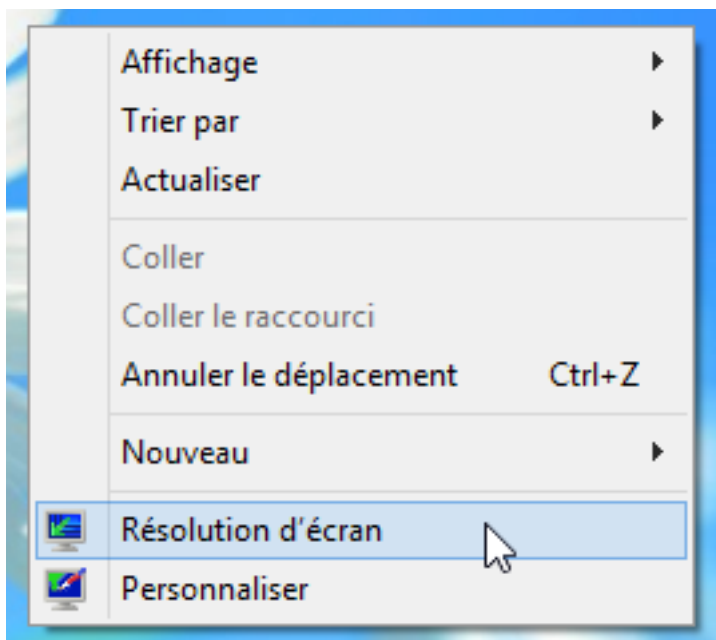 Affichage
Trier par
Actualiser
Coller
Coller le raccourci
Annuler le déplacement Ctrl+Z
Nouveau
Résolution d'écran
Personnaliser